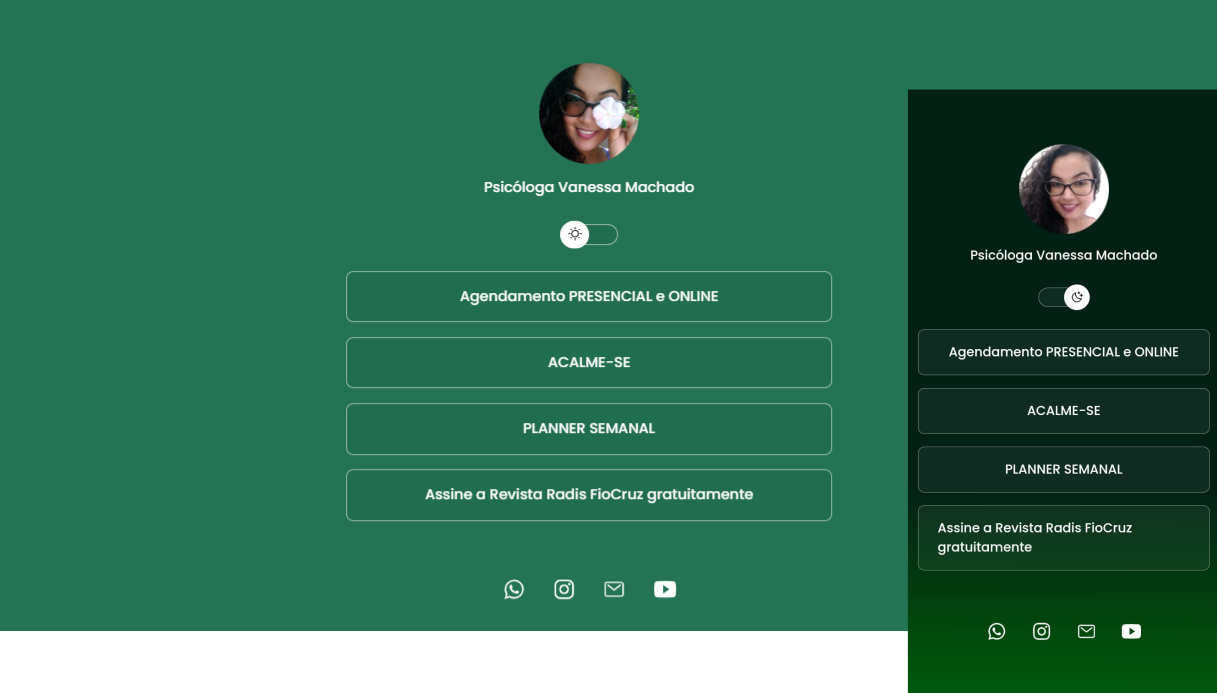 Psicóloga Vanessa Machado
Agendamento PRESENCIAL e ONLINE
ACALME-SE
PLANNER SEMANAL
Assine a Revista Radis FioCruz gratuitamente
Psicóloga Vanessa Machado
Agendamento PRESENCIAL e ONLINE
ACALME-SE
PLANNER SEMANAL
Assine a Revista Radis FioCruz
gratuitamente